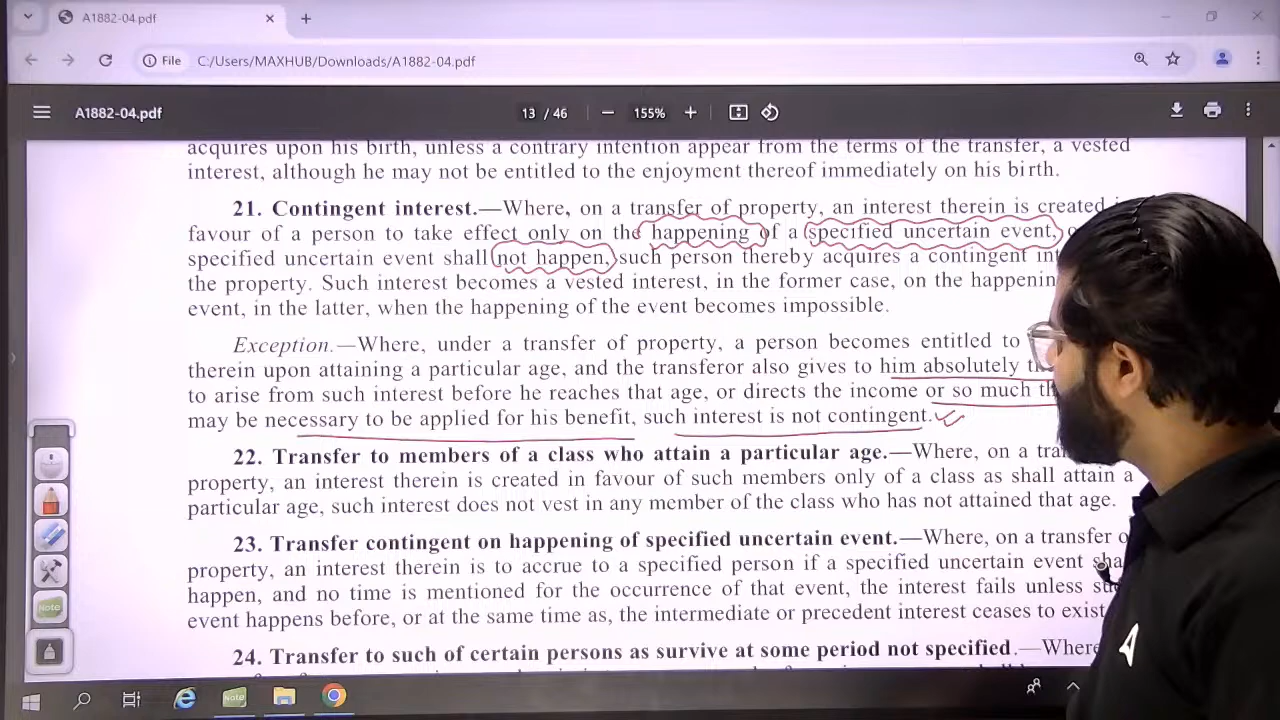 A1882-04.pdf
File C:/Users/MAXHUB/Downloads/A1882-04.pdf
A1882-04.pdf 13 / 46 155%
acquires upon his birth, unless a contrary intention appear from the terms of the transfer, a vested
interest, although he may not be entitled to the enjoyment thereof immediately on his birth.
21. Contingent interest.—Where, on a transfer of property, an interest therein is created
favour of a person to take effect only on the happening of a specified uncertain event,
specified uncertain event shall not happen, such person thereby acquires a contingent
the property. Such interest becomes a vested interest, in the former case, on the
event, in the latter, when the happening of the event becomes impossible.
Exception.—Where, under a transfer of property, a person becomes entitled to
therein upon attaining a particular age, and the transferor also gives to him absolutely
to arise from such interest before he reaches that age, or directs the income or so much
may be necessary to be applied for his benefit, such interest is not contingent.
22. Transfer to members of a class who attain a particular age.—Where, on a
property, an interest therein is created in favour of such members only of a class as shall attain a
particular age, such interest does not vest in any member of the class who has not attained that age.
23. Transfer contingent on happening of specified uncertain event.—Where, on a transfer
property, an interest therein is to accrue to a specified person if a specified uncertain event
happen, and no time is mentioned for the occurrence of that event, the interest fails unless
event happens before, or at the same time as, the intermediate or precedent interest ceases to exist
24. Transfer to such of certain persons as survive at some period not specified.—Where
Note
Note